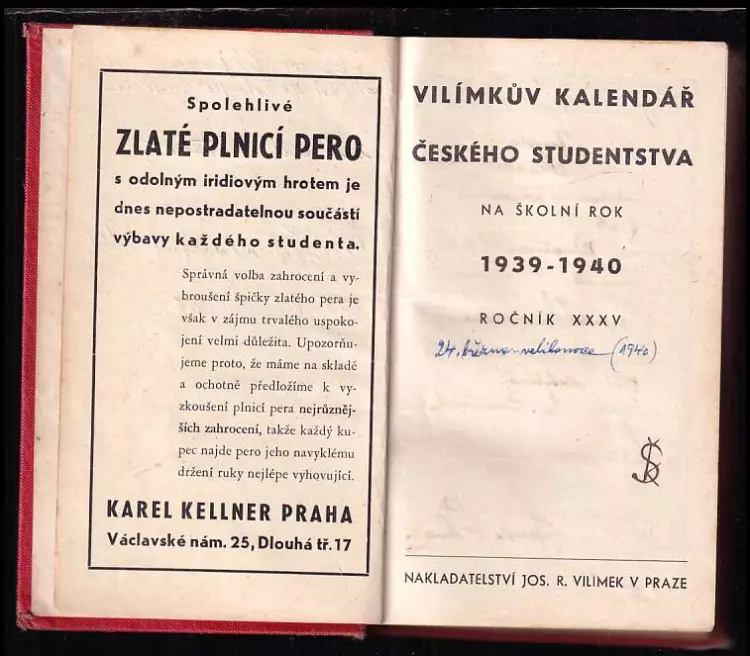 Spolehlivé
ZLATÉ PLNICÍ PERO
s odolným iridiovým hrotem je
dnes nepostradatelnou součástí
výbavy každého studenta.
Správná volba zahrocení a vy-
broušení špičky zlatého pera je
však v zájmu trvalého uspoko-
jení velmi důležita. Upozorňu-
jeme proto, že máme na skladě
a ochotně předložíme k vy-
zkoušení plnicí pera nejrůzněj-
ších zahrocení, takže každý ku-
pec najde pero jeho navyklému
držení ruky nejlépe vyhovující.
KAREL KELLNER PRAHA
Václavské nám. 25, Dlouhá tř. 17
VILÍMKŮV KALENDÁŘ
ČESKÉHO STUDENTSTVA
NA ŠKOLNÍ ROK
1939-1940
ROČNÍK XXXV
24. března - velikonoce (1940)
NAKLADATELSTVÍ JOS. R. VILÍMEK V PRAZE